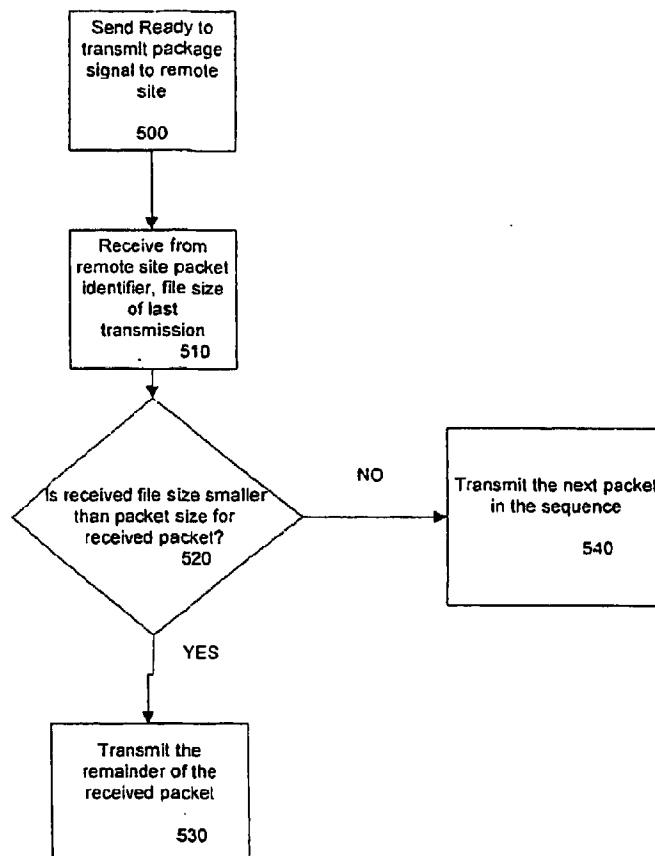 Send Ready to
transmit package
signal to remote
site
500
Receive from
remote site packet
identifier, file size
of last
transmission
510
Is received file size smaller
than packet size for
received packet?
520
NO
Transmit the next packet
in the sequence
540
YES
Transmit the
remainder of the
received packet
530